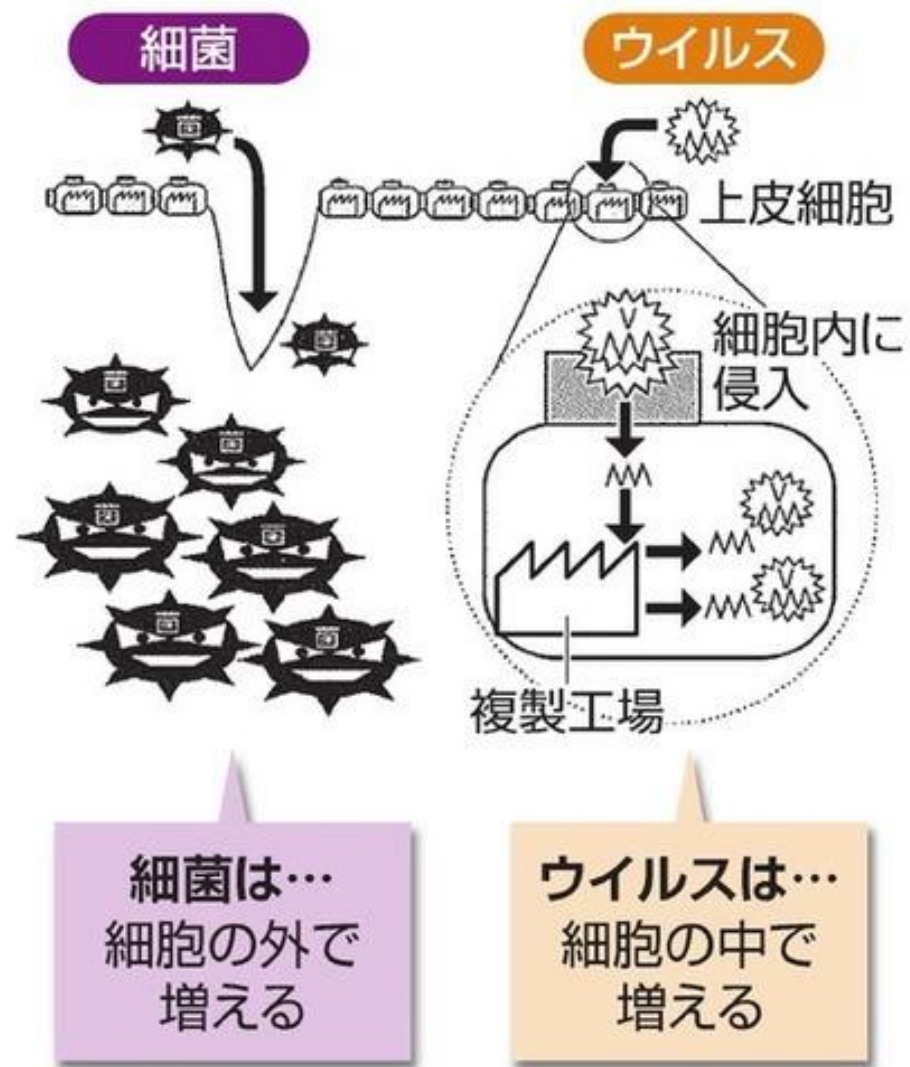 細菌
ウイルス
上皮細胞
細胞内に
侵入
複製工場
細菌は…
細胞の外で
増える
ウイルスは…
細胞の中で
増える